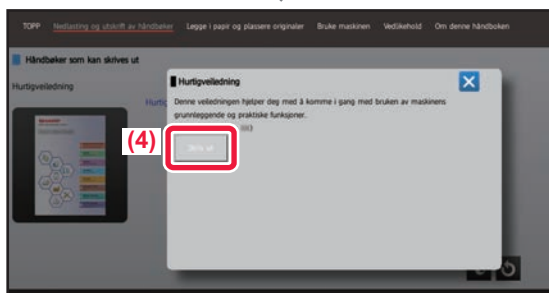 TOPP Nedlasting og utskrift av håndbøker Legge i papir og plassere originaler Bruke maskinen Vedlikehold Om denne håndboken
Håndbøker som kan skrives ut
Hurtigveiledning
Hurtigveiledning
Denne veiledningen hjelper deg med å komme i gang med bruken av maskinens
grunnleggende og praktiske funksjoner.
(4)
Skriv ut